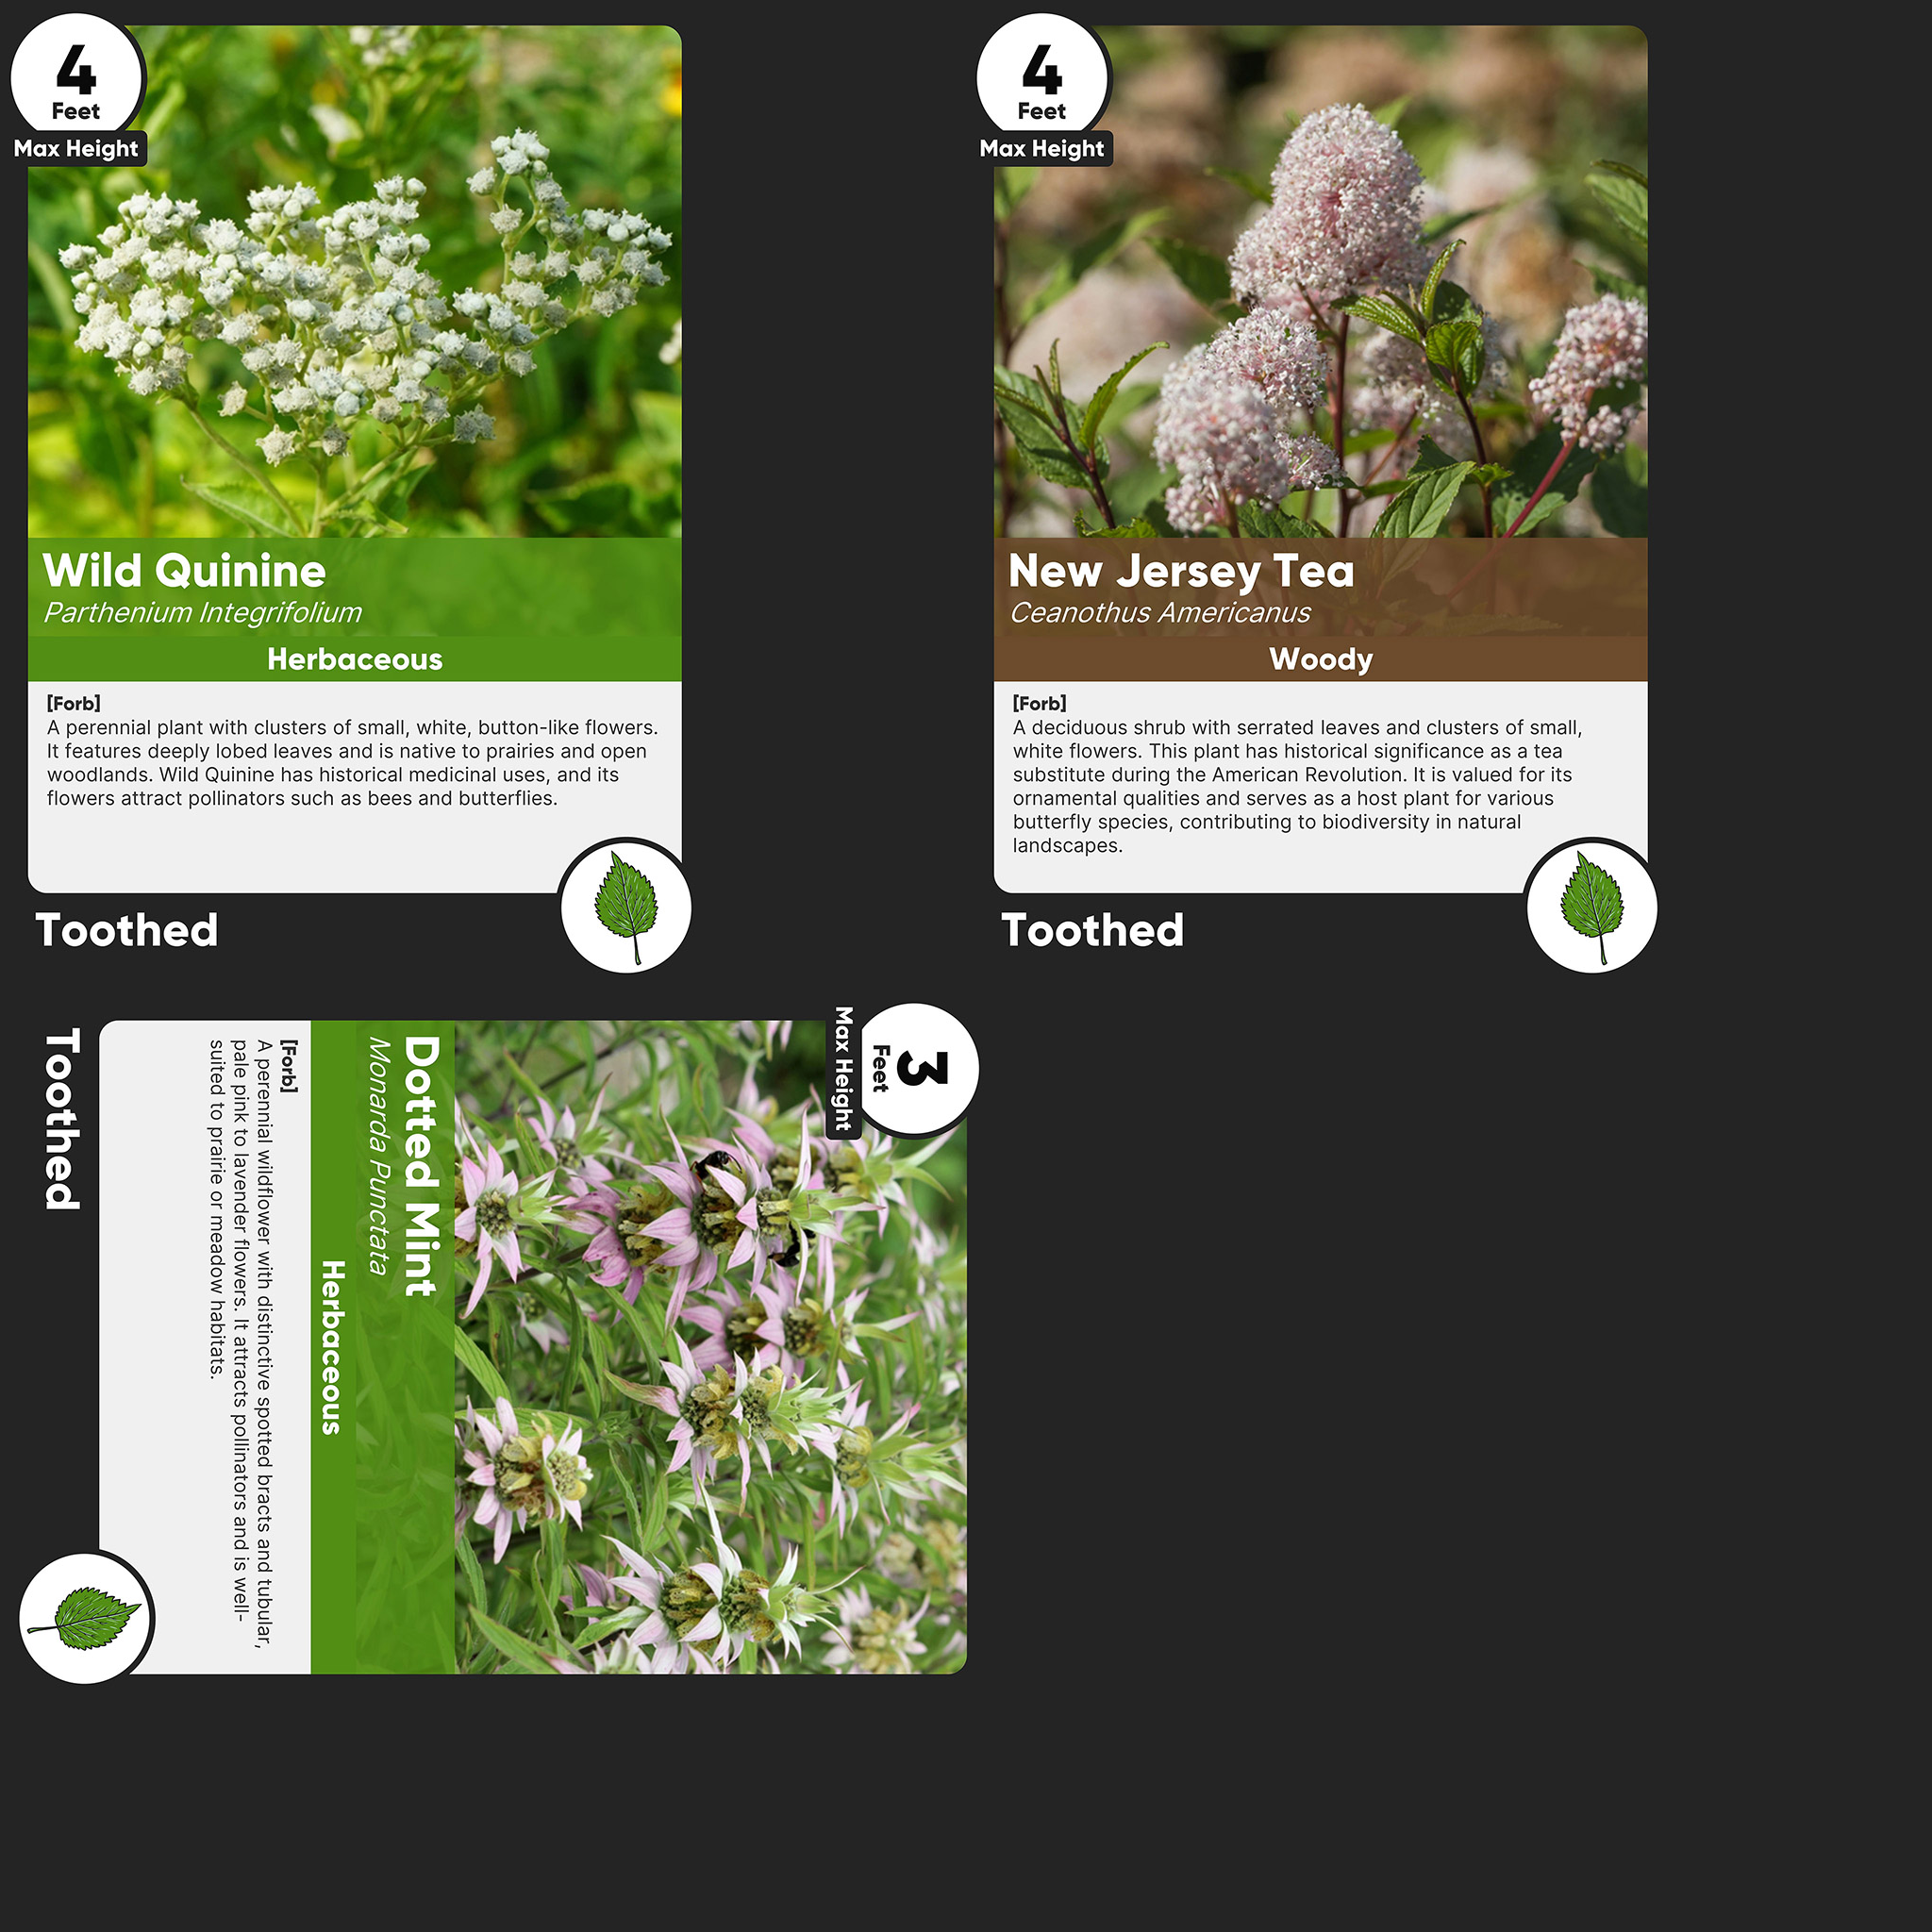 4
Feet
Max Height
Wild Quinine
Parthenium Integrifolium
Herbaceous
[Forb]
A perennial plant with clusters of small, white, button-like flowers.
It features deeply lobed leaves and is native to prairies and open
woodlands. Wild Quinine has historical medicinal uses, and its
flowers attract pollinators such as bees and butterflies.
Toothed
4
Feet
Max Height
New Jersey Tea
Ceanothus Americanus
Woody
[Forb]
A deciduous shrub with serrated leaves and clusters of small,
white flowers. This plant has historical significance as a tea
substitute during the American Revolution. It is valued for its
ornamental qualities and serves as a host plant for various
butterfly species, contributing to biodiversity in natural
landscapes.
Toothed
3
Feet
Max Height
Dotted Mint
Monarda Punctata
Herbaceous
[Forb]
A perennial wildflower with distinctive spotted bracts and tubular,
pale pink to lavender flowers. It attracts pollinators and is well-
suited to prairie or meadow habitats.
Toothed